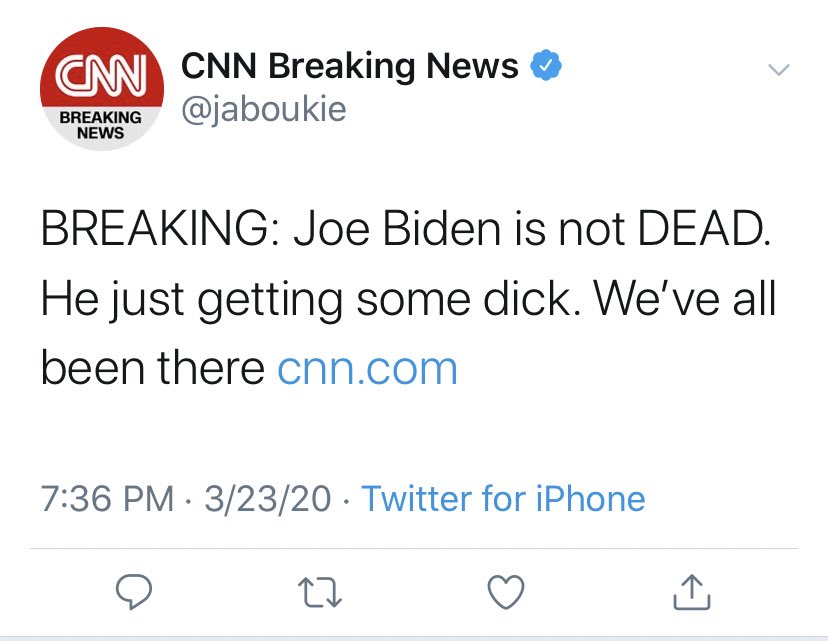 CNN
BREAKING
NEWS
CNN Breaking News
@jaboukie
BREAKING: Joe Biden is not DEAD.
He just getting some dick. We’ve all
been there cnn.com
7:36 PM · 3/23/20 · Twitter for iPhone